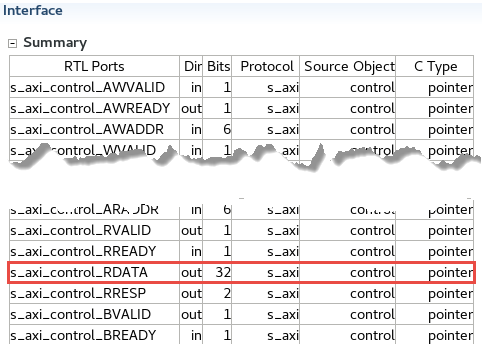 Interface
Summary
RTL Ports Dir Bits Protocol Source Object C Type
s_axi_control_AWVALID in 1 s_axi control pointer
s_axi_control_AWREADY out 1 s_axi control pointer
s_axi_control_AWADDR in 6 s_axi control pointer
s_axi_control_WVALID in 1 axi control pointer
s_axi_control_ARADDR in 6 s_axi control pointer
s_axi_control_RVALID out 1 s_axi control pointer
s_axi_control_RREADY in 1 s_axi control pointer
s_axi_control_RDATA out 32 s_axi control pointer
s_axi_control_RRESP out 2 s_axi control pointer
s_axi_control_BVALID out 1 s_axi control pointer
s_axi_control_BREADY in 1 s_axi control pointer